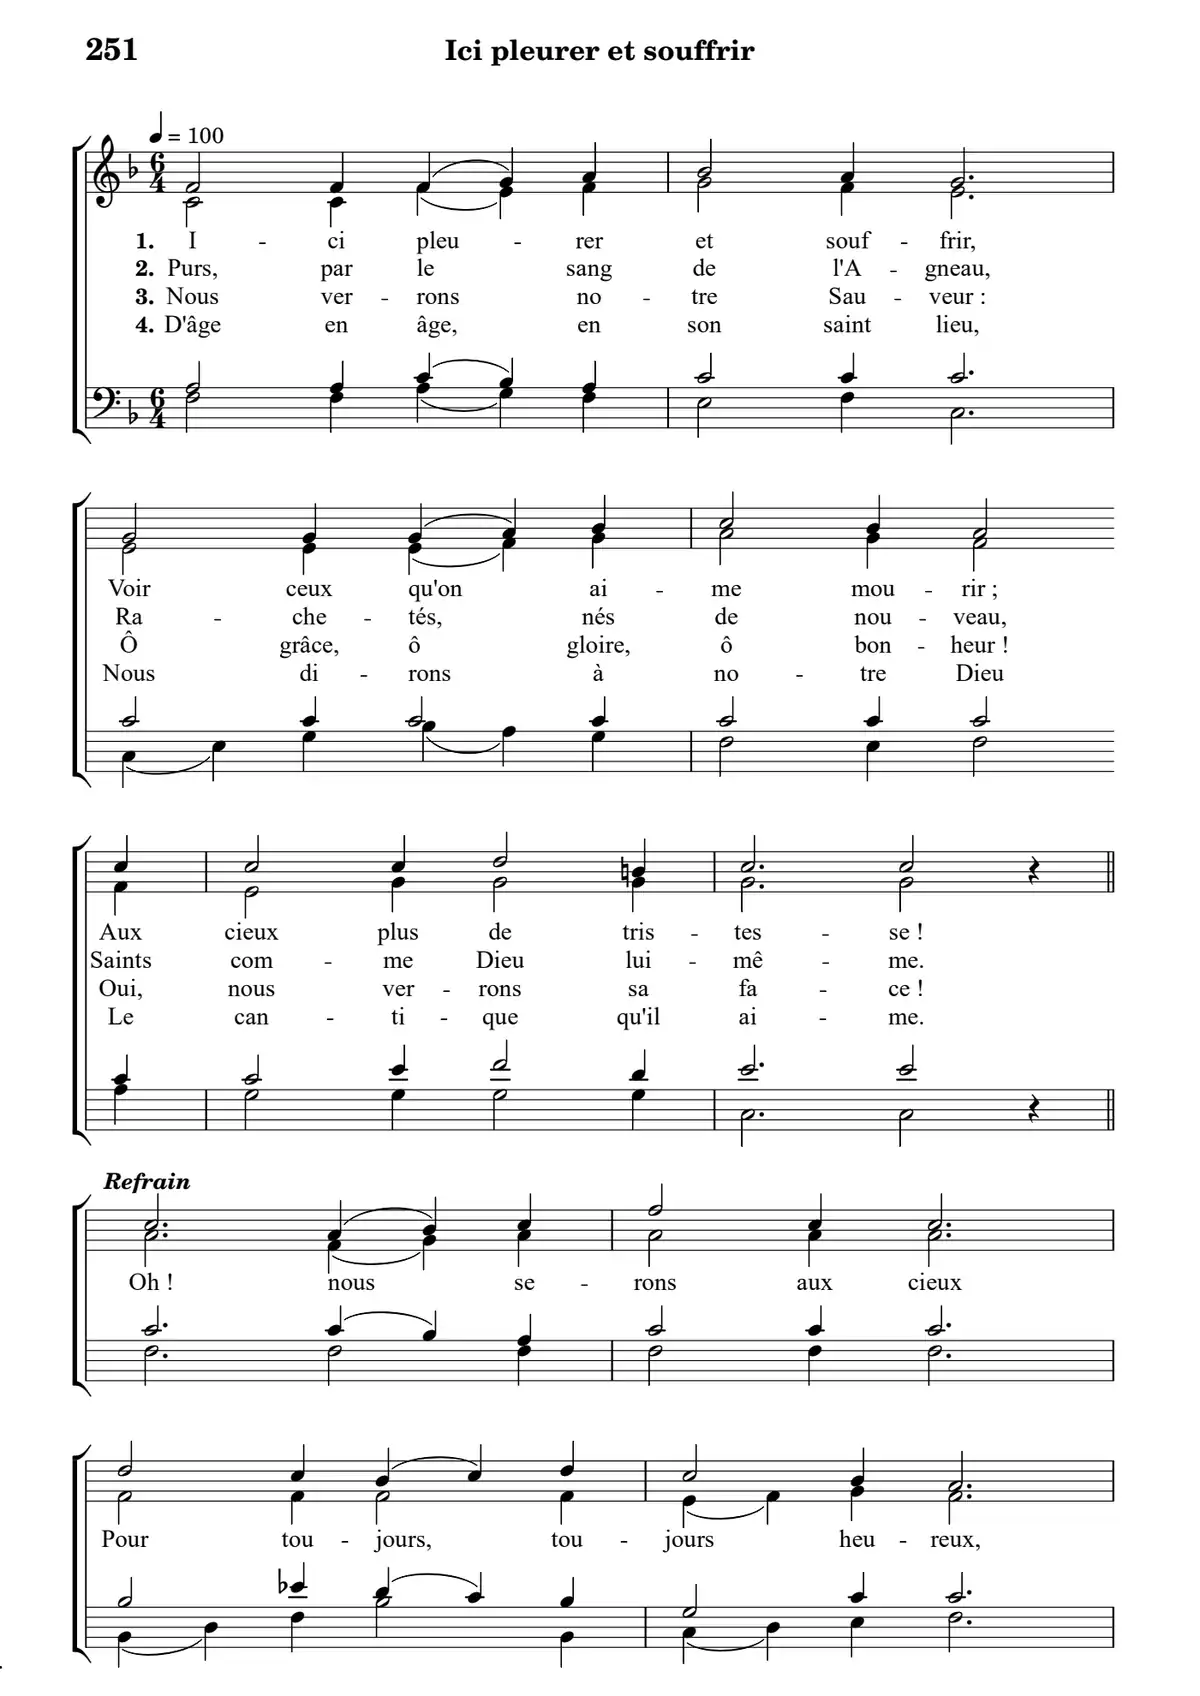 251 Ici pleurer et souffrir
= 100
6 4
1. I - ci pleu - rer et souf - frir,
2. Purs, par le sang de l'A - gneau,
3. Nous ver - rons no - tre Sau - veur :
4. D'âge en âge, en son saint lieu,
6 4
Voir ceux qu'on ai - me mou - rir ;
Ra - che - tés, nés de nou - veau,
Ô grâce, ô gloire, ô bon - heur !
Nous di - rons à no - tre Dieu
Aux cieux plus de tris - tes - se !
Saints com - me Dieu lui - mê - me.
Oui, nous ver - rons sa fa - ce !
Le can - ti - que qu'il ai - me.
Refrain
Oh ! nous se - rons aux cieux
Pour tou - jours, tou - jours heu - reux,